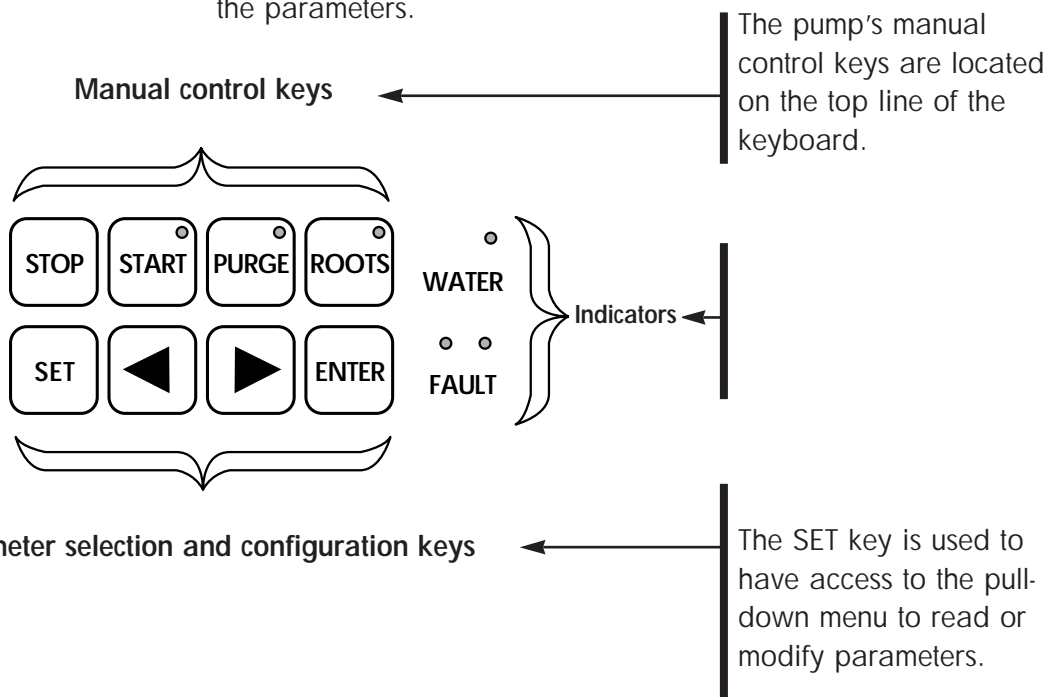 the parameters.
The pump's manual
control keys are located
on the top line of the
keyboard.
Manual control keys
STOP START PURGE ROOTS
WATER
Indicators
SET ENTER
FAULT
meter selection and configuration keys
The SET key is used to
have access to the pull-
down menu to read or
modify parameters.